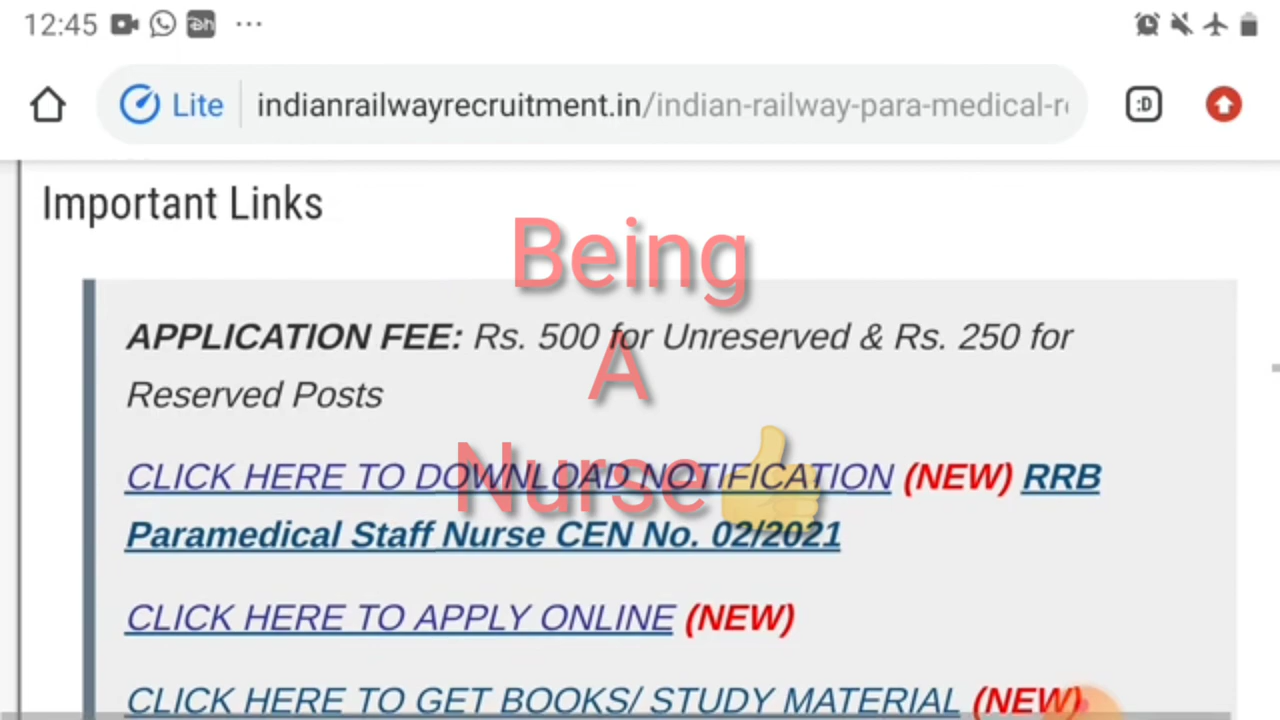 12:45
Lite indianrailwayrecruitment.in/indian-railway-para-medical-r
Important Links
Being
A
Nurse
APPLICATION FEE: Rs. 500 for Unreserved & Rs. 250 for
Reserved Posts
CLICK HERE TO DOWNLOAD NOTIFICATION (NEW) RRB
Paramedical Staff Nurse CEN No. 02/2021
CLICK HERE TO APPLY ONLINE (NEW)
CLICK HERE TO GET BOOKS/ STUDY MATERIAL (NEW)